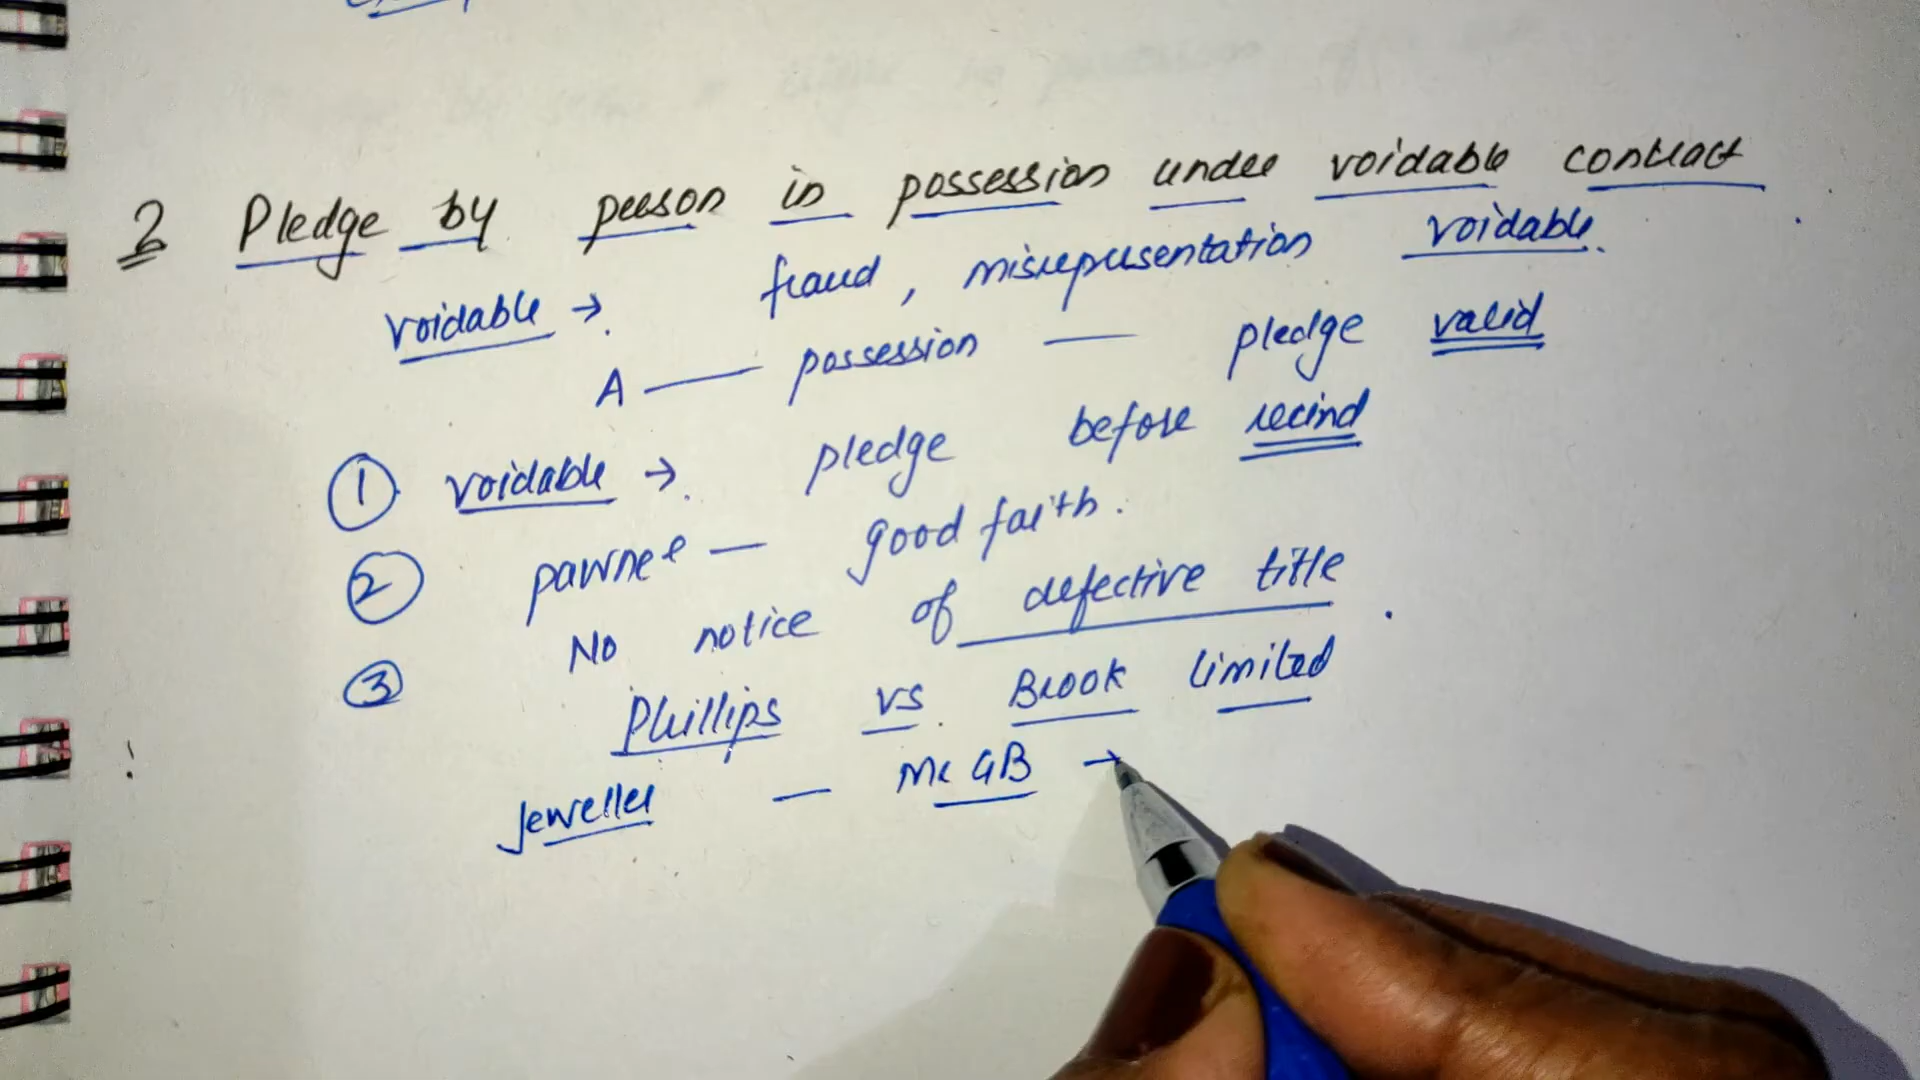 2 Pledge by person in possession under voidable contract
voidable → fraud, misrepresentation voidable.
A — possession — pledge valid
① voidable → pledge before recind
② pawnee — good faith.
No notice of defective title
③ Phillips vs. Brook limited
Jeweller — Mr GB →